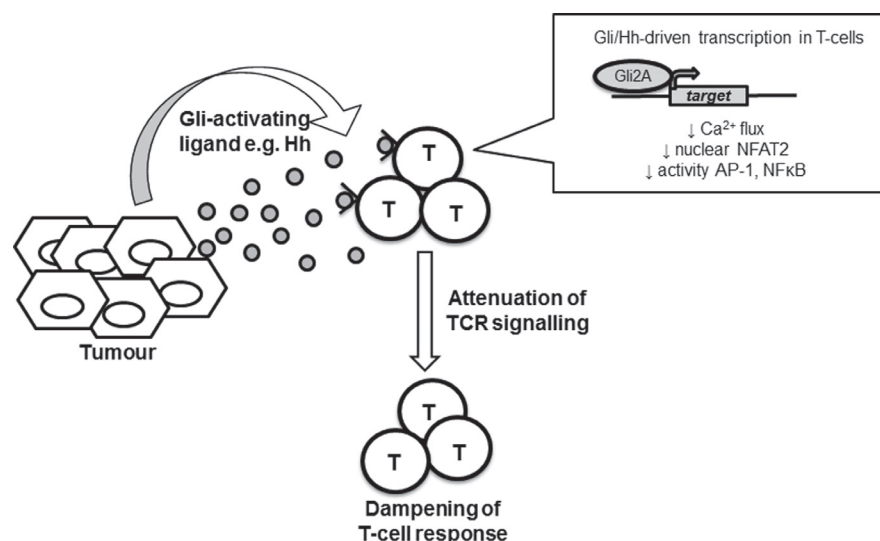 Gli/Hh-driven transcription in T-cells
Gli2A
target
↓ Ca²⁺ flux
↓ nuclear NFAT2
↓ activity AP-1, NFκB
Gli-activating
ligand e.g. Hh
T
T
T
Tumour
Attenuation of
TCR signalling
T
T
T
Dampening of
T-cell response